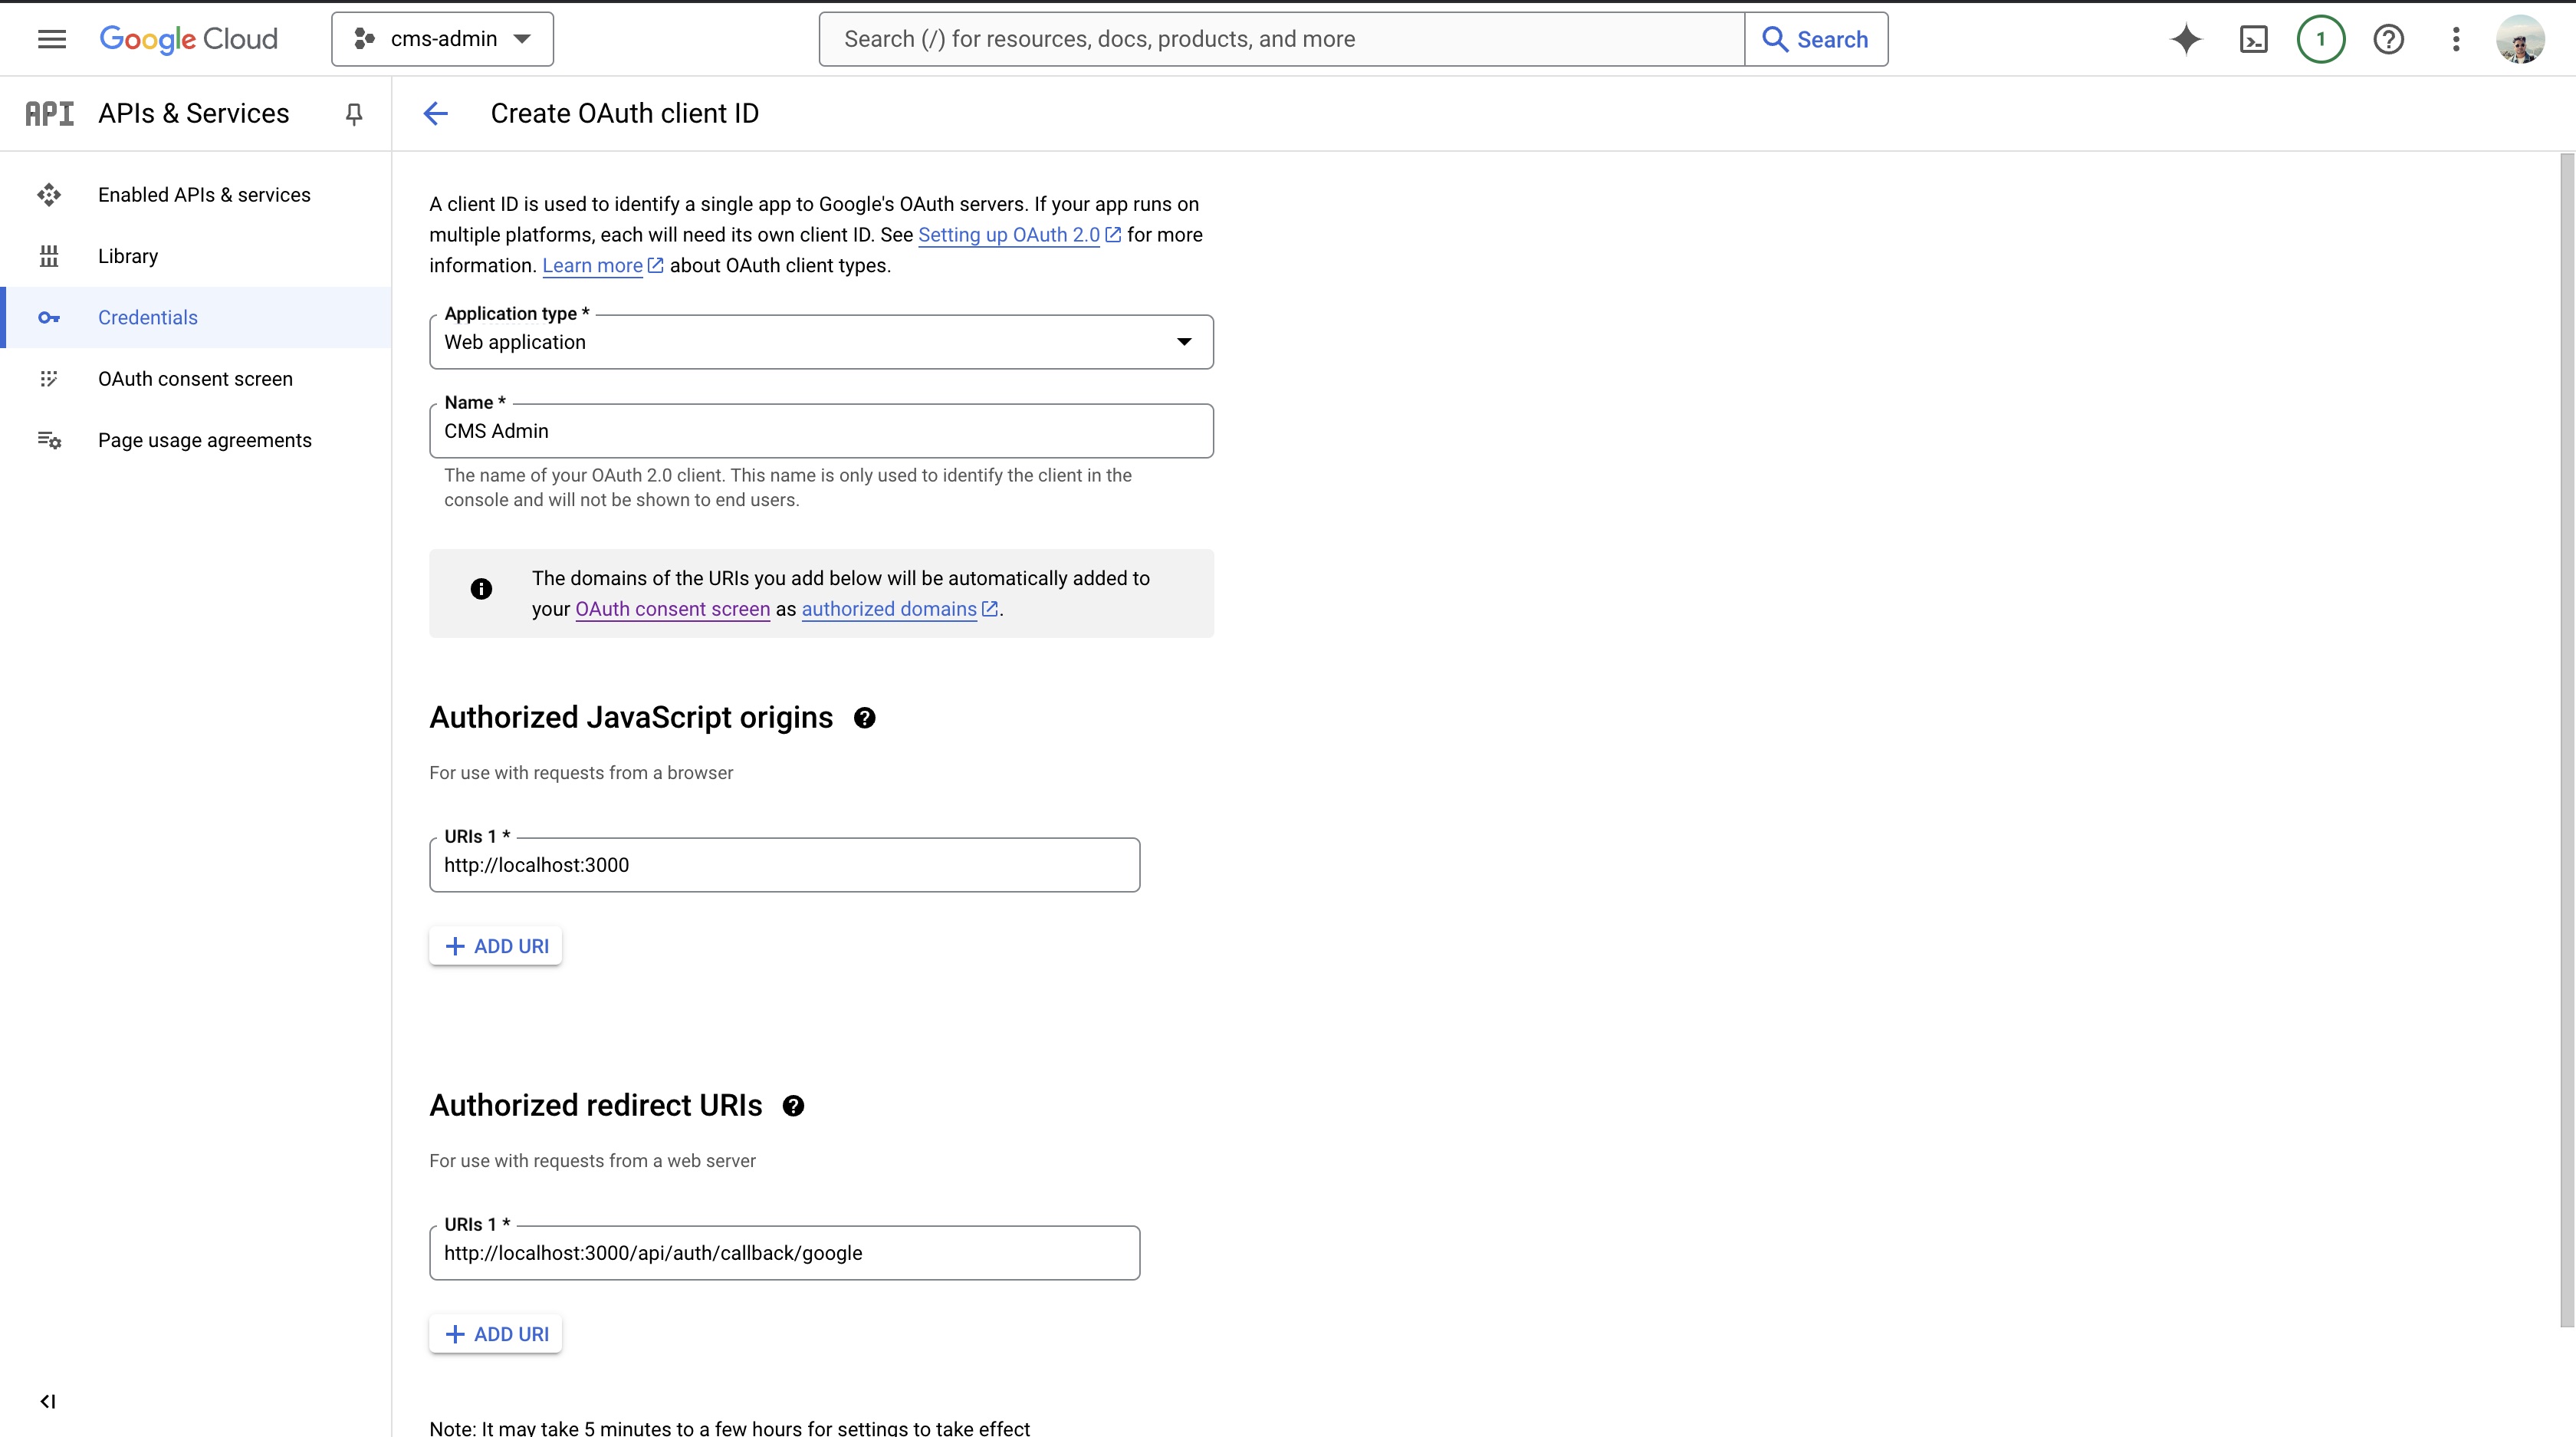 Google Cloud
cms-admin
Search (/) for resources, docs, products, and more
Search
1
API
APIs & Services
Create OAuth client ID
Enabled APIs & services
Library
Credentials
OAuth consent screen
Page usage agreements
A client ID is used to identify a single app to Google's OAuth servers. If your app runs on
multiple platforms, each will need its own client ID. See Setting up OAuth 2.0 for more
information. Learn more about OAuth client types.
Application type *
Web application
Name *
CMS Admin
The name of your OAuth 2.0 client. This name is only used to identify the client in the
console and will not be shown to end users.
The domains of the URIs you add below will be automatically added to
your OAuth consent screen as authorized domains.
Authorized JavaScript origins
For use with requests from a browser
URIs 1 *
http://localhost:3000
ADD URI
Authorized redirect URIs
For use with requests from a web server
URIs 1 *
http://localhost:3000/api/auth/callback/google
ADD URI
Note: It may take 5 minutes to a few hours for settings to take effect